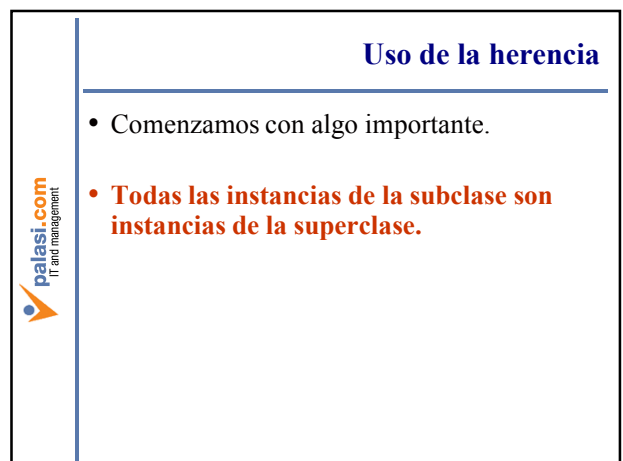 Uso de la herencia
• Comenzamos con algo importante.
• Todas las instancias de la subclase son
instancias de la superclase.
palasi.com
IT and management